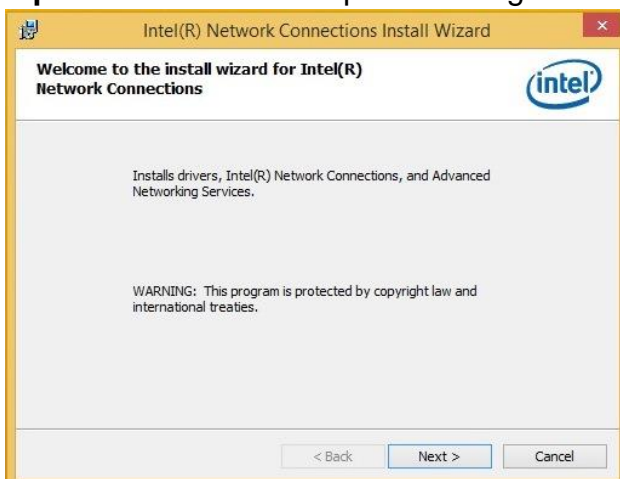 Intel(R) Network Connections Install Wizard
Welcome to the install wizard for Intel(R)
Network Connections
intel
Installs drivers, Intel(R) Network Connections, and Advanced
Networking Services.
WARNING: This program is protected by copyright law and
international treaties.
< Back Next > Cancel